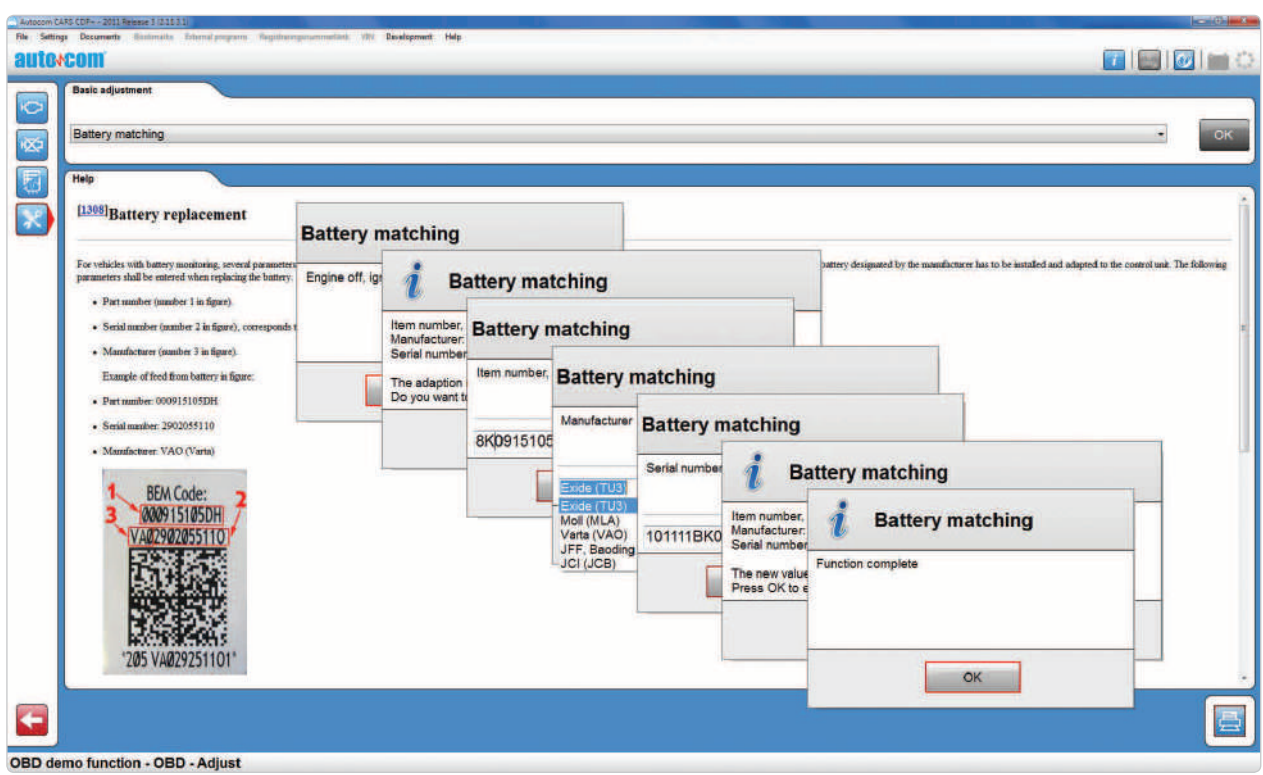 Autocom CARS CDP+ - 2011 Release 3 (2.11.3.1)
File Settings Documents Bookmarks External programs VIN Development Help
auto com
Basic adjustment
Battery matching
OK
Help
[1308]Battery replacement
For vehicles with battery monitoring, several parameters
battery designated by the manufacturer has to be installed and adapted to the control unit. The following
parameters shall be entered when replacing the battery.
• Part number (number 1 in figure).
• Serial number (number 2 in figure), corresponds
• Manufacturer (number 3 in figure).
Example of feed from battery in figure:
• Part number: 000915105DH
• Serial number: 2902055110
• Manufacturer: VAO (Varta)
1 2 3
BEM Code:
000915105DH
VA02902055110
*205 VA029251101*
Battery matching
Engine off,
Battery matching
Item number,
Manufacturer:
Serial number
The adaption
Do you want
Battery matching
Item number,
8K0915105
Battery matching
Manufacturer
Exide (TU3)
Exide (TU3)
Moll (MLA)
Varta (VAO)
JFF, Baoding
JCI (JCB)
Battery matching
Serial number
101111BK0
Battery matching
Item number,
Manufacturer:
Serial number
The new value
Press OK to
Battery matching
Function complete
OK
OBD demo function - OBD - Adjust